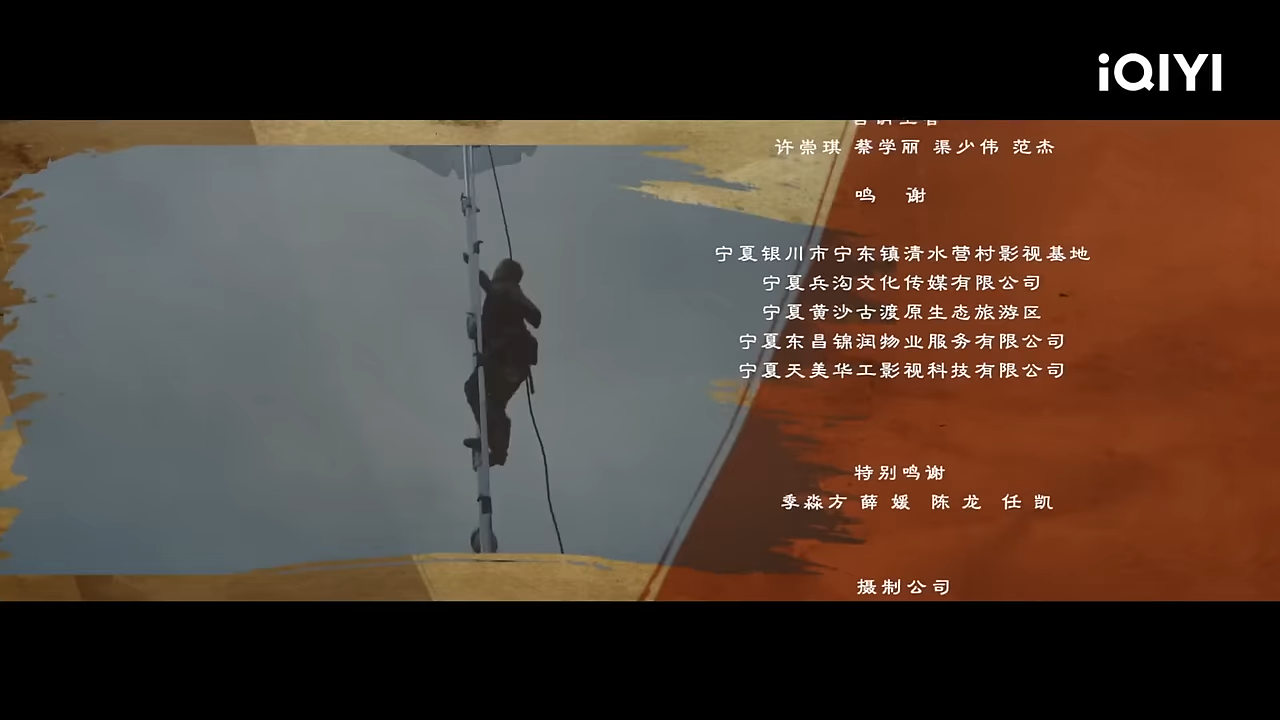 iQIYI
许崇琪 蔡学丽 渠少伟 范杰
鸣 谢
宁夏银川市宁东镇清水营村影视基地
宁夏兵沟文化传媒有限公司
宁夏黄沙古渡原生态旅游区
宁夏东昌锦润物业服务有限公司
宁夏天美华工影视科技有限公司
特别鸣谢
季淼方 薛 媛 陈 龙 任 凯
摄制公司